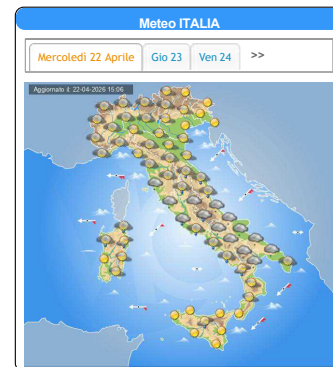 Meteo ITALIA
Mercoledì 22 Aprile Gio 23 Ven 24 >>
Aggiornato il: 22-04-2026 15:06